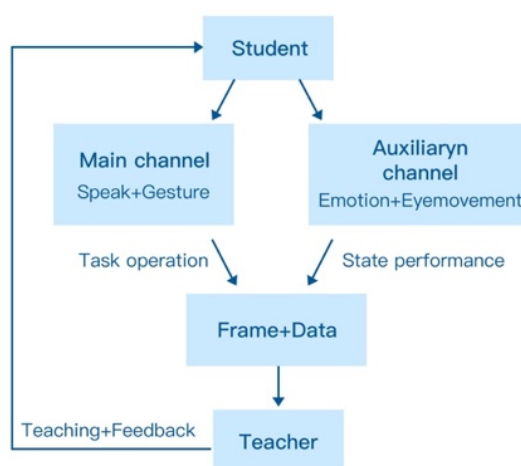 Student
Main channel
Speak+Gesture
Auxiliaryn
channel
Emotion+Eyemovement
Task operation
State performance
Frame+Data
Teaching+Feedback
Teacher